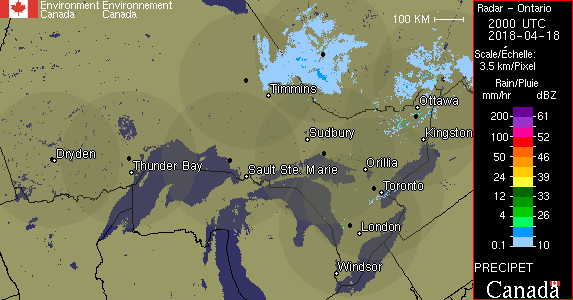 Environment Environnement
Canada Canada
100 KM
Timmins
Ottawa
Sudbury
Kingston
Dryden
Thunder Bay
Sault Ste. Marie
Orillia
Toronto
London
Windsor
Radar - Ontario
2000 UTC
2018-04-18
Scale/Échelle:
3.5 km/Pixel
Rain/Pluie
mm/hr dBZ
200 61
100 52
50 46
24 39
12 33
4 26
0.1 10
PRECIPET
Canada